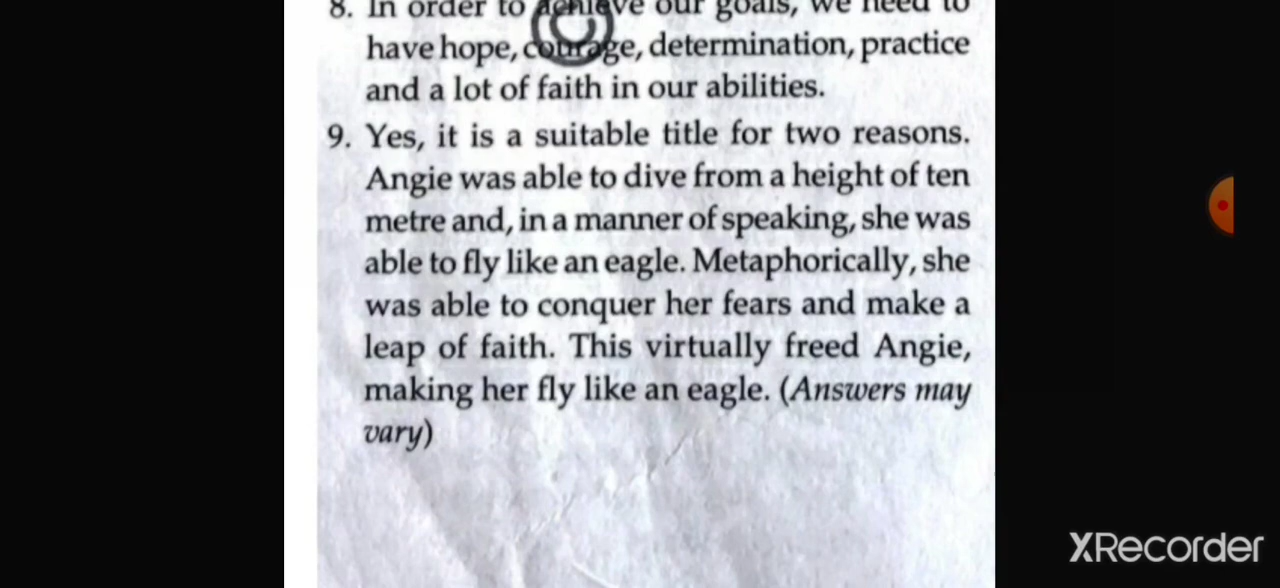 8. In order to achieve our goals, we need to
have hope, courage, determination, practice
and a lot of faith in our abilities.
9. Yes, it is a suitable title for two reasons.
Angie was able to dive from a height of ten
metre and, in a manner of speaking, she was
able to fly like an eagle. Metaphorically, she
was able to conquer her fears and make a
leap of faith. This virtually freed Angie,
making her fly like an eagle. (Answers may
vary)
XRecorder